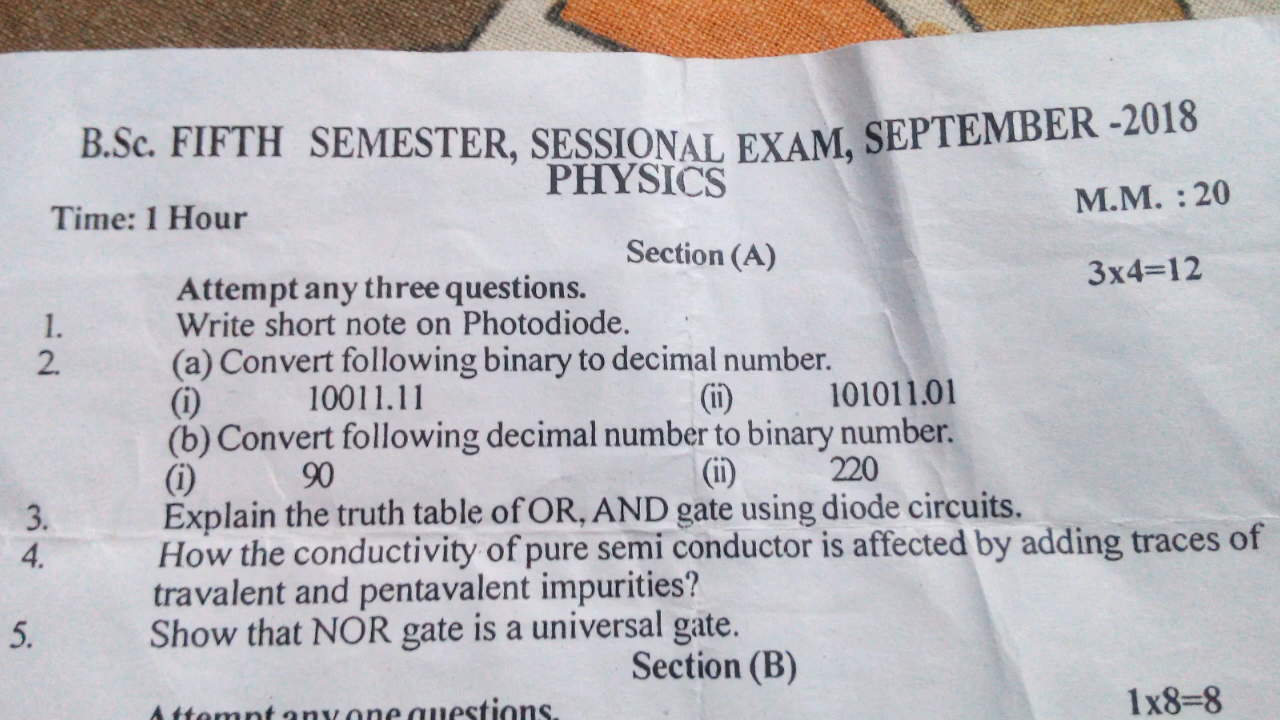 B.Sc. FIFTH SEMESTER, SESSIONAL EXAM, SEPTEMBER -2018
PHYSICS
Time: 1 Hour M.M. : 20
Section (A)
Attempt any three questions. 3x4=12
1. Write short note on Photodiode.
2. (a) Convert following binary to decimal number.
(i) 10011.11 (ii) 101011.01
(b) Convert following decimal number to binary number.
(i) 90 (ii) 220
3. Explain the truth table of OR, AND gate using diode circuits.
4. How the conductivity of pure semi conductor is affected by adding traces of
travalent and pentavalent impurities?
5. Show that NOR gate is a universal gate.
Section (B)
Attempt any one questions. 1x8=8